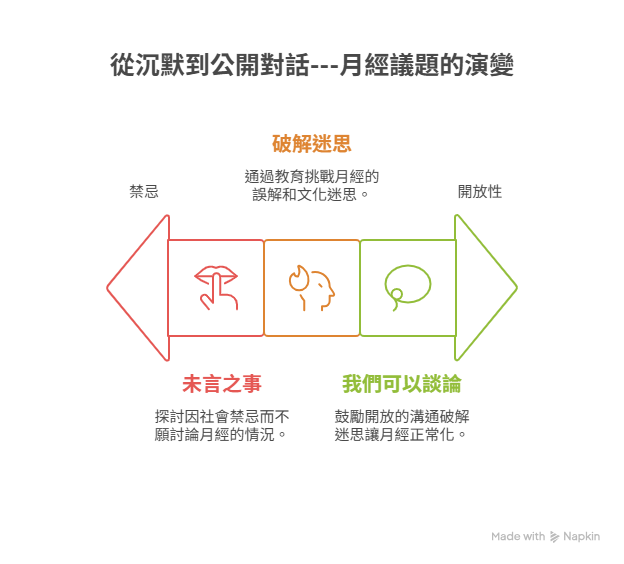 從沉默到公開對話---月經議題的演變
破解迷思
通過教育挑戰月經的
誤解和文化迷思。
禁忌
開放性
未言之事
探討因社會禁忌而不
願討論月經的情況。
我們可以談論
鼓勵開放的溝通破解
迷思讓月經正常化。
Made with Napkin